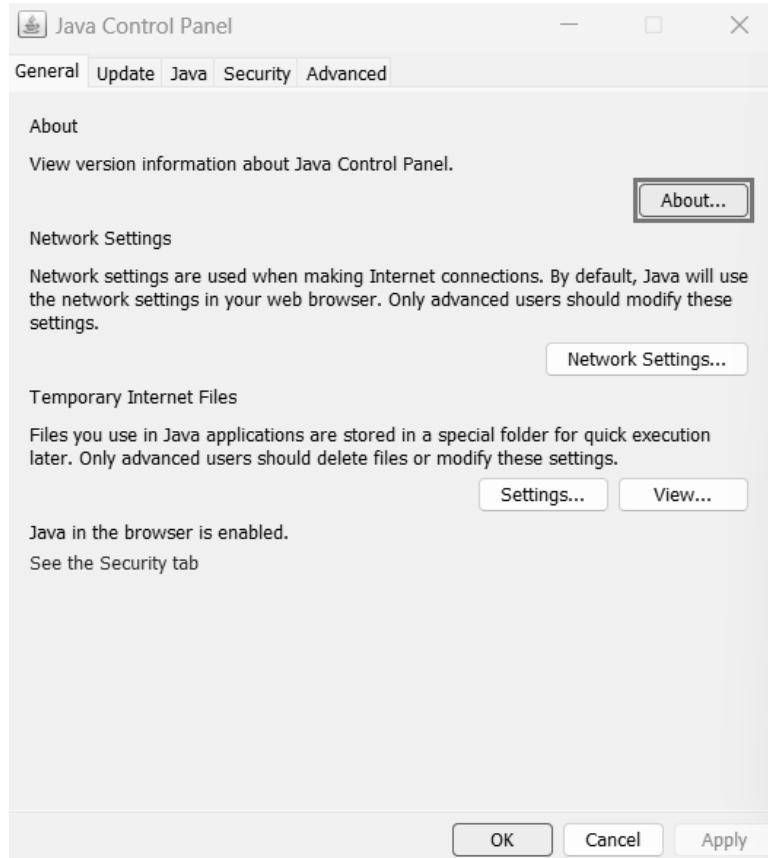 Java Control Panel
General Update Java Security Advanced
About
View version information about Java Control Panel.
About...
Network Settings
Network settings are used when making Internet connections. By default, Java will use
the network settings in your web browser. Only advanced users should modify these
settings.
Network Settings...
Temporary Internet Files
Files you use in Java applications are stored in a special folder for quick execution
later. Only advanced users should delete files or modify these settings.
Settings... View...
Java in the browser is enabled.
See the Security tab
OK Cancel Apply